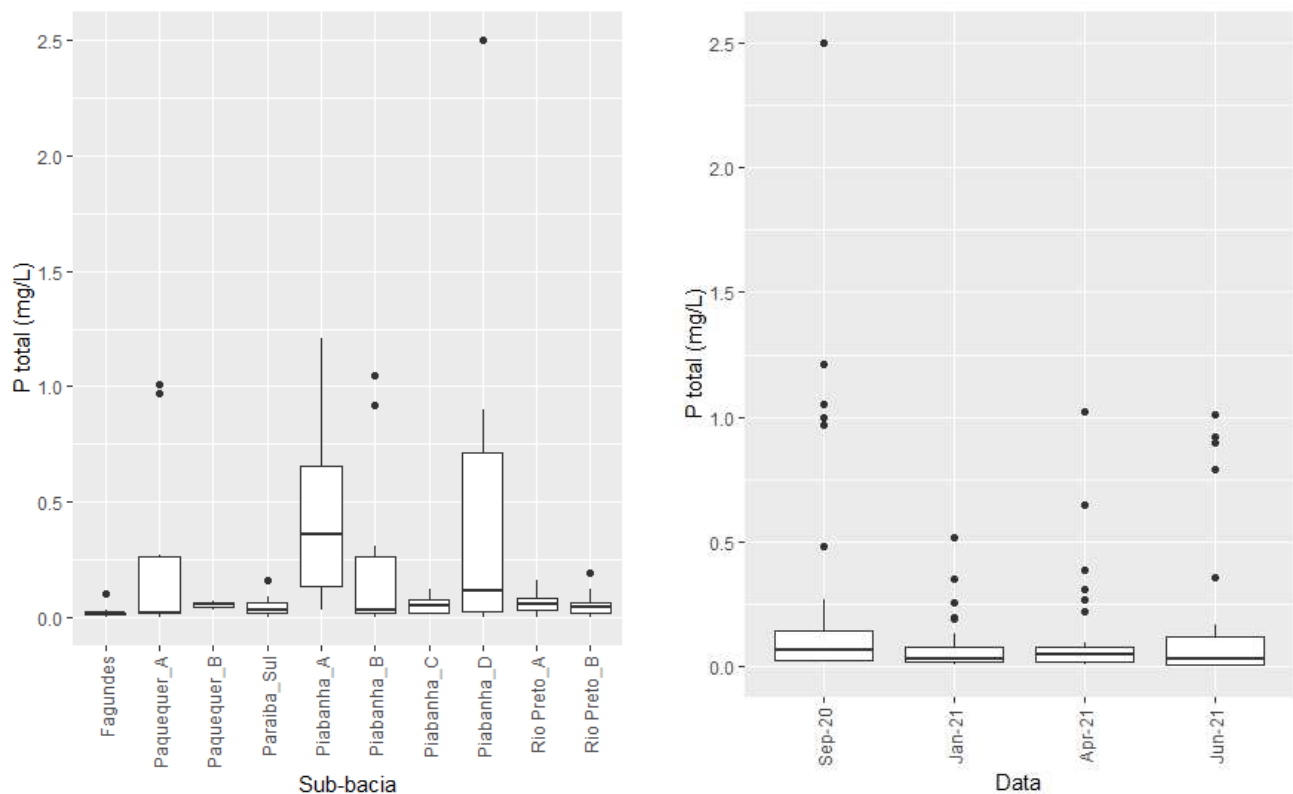 2.5
2.0
1.5
1.0
0.5
0.0
P total (mg/L)
Fagundes
Paquequer_A
Paquequer_B
Paraiba_Sul
Piabanha_A
Piabanha_B
Piabanha_C
Piabanha_D
Rio Preto_A
Rio Preto_B
Sub-bacia
2.5
2.0
1.5
1.0
0.5
0.0
P total (mg/L)
Sep-20
Jan-21
Apr-21
Jun-21
Data